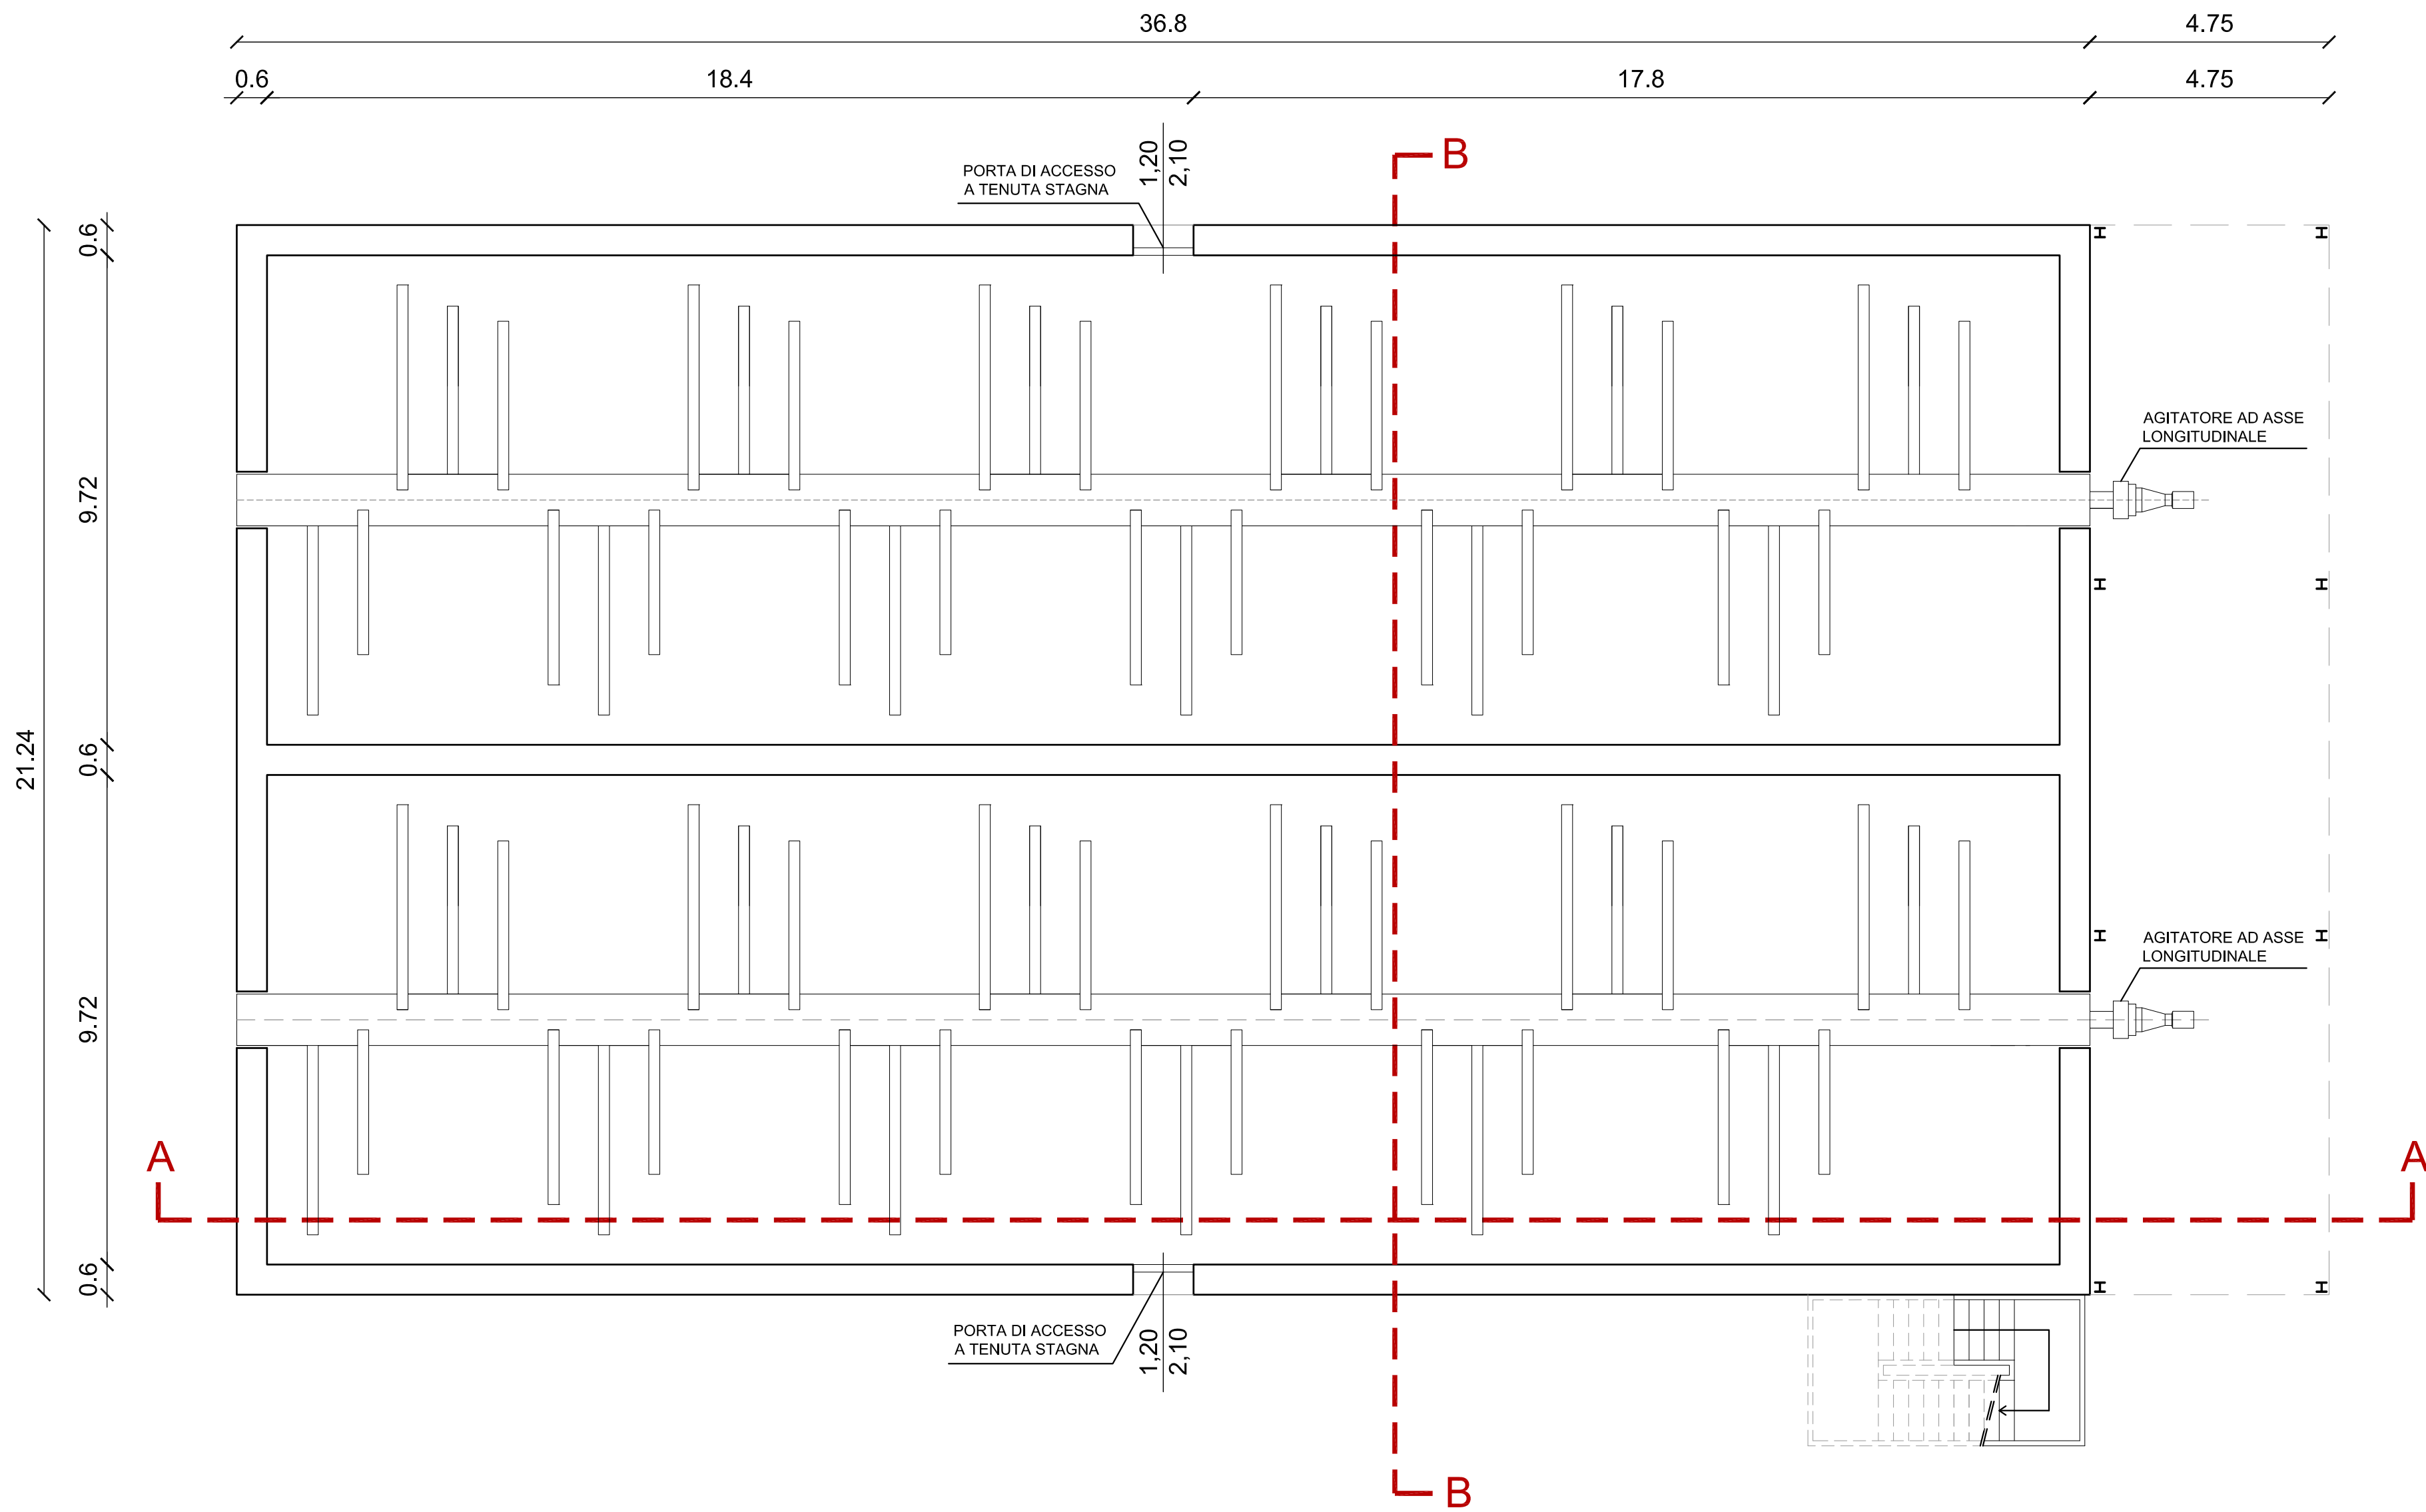 36.8
4.75
0.6
18.4
17.8
4.75
PORTA DI ACCESSO
A TENUTA STAGNA
1,20
2,10
B
0.6
9.72
0.6
9.72
0.6
21.24
AGITATORE AD ASSE
LONGITUDINALE
AGITATORE AD ASSE
LONGITUDINALE
A
A
PORTA DI ACCESSO
A TENUTA STAGNA
1,20
2,10
B